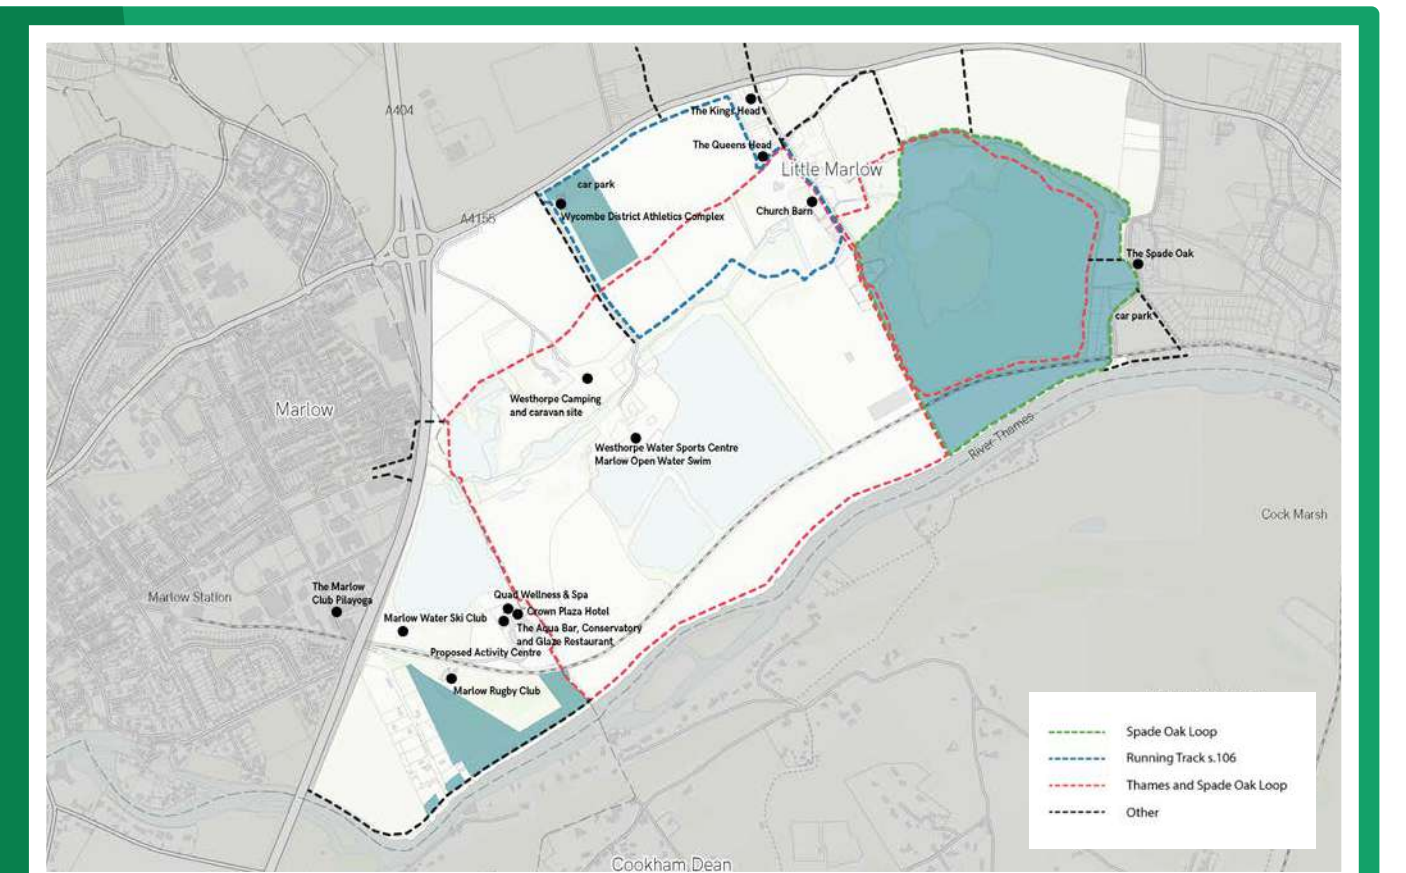 A404
The Kings Head
The Queens Head
Little Marlow
car park
Church Barn
Wycombe District Athletics Complex
A4155
The Spade Oak
car park
Westhorpe Camping
and caravan site
Marlow
Westhorpe Water Sports Centre
Marlow Open Water Swim
River Thames
Cock Marsh
The Marlow
Club Pilayoga
Marlow Station
Quad Wellness & Spa
Crown Plaza Hotel
Marlow Water Ski Club
The Aqua Bar, Conservatory
and Glaze Restaurant
Proposed Activity Centre
Marlow Rugby Club
Cookham Dean
Spade Oak Loop
Running Track s.106
Thames and Spade Oak Loop
Other